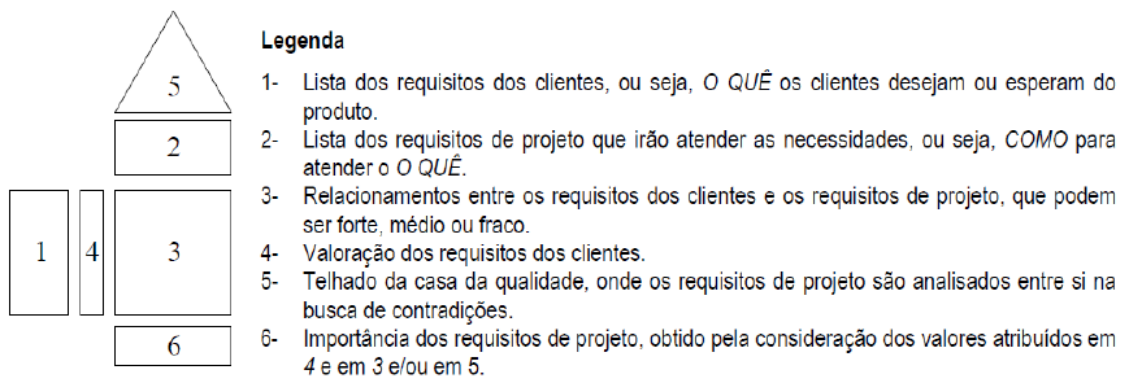 5
2
1
4
3
6
Legenda
1- Lista dos requisitos dos clientes, ou seja, O QUÊ os clientes desejam ou esperam do
produto.
2- Lista dos requisitos de projeto que irão atender as necessidades, ou seja, COMO para
atender o O QUÊ.
3- Relacionamentos entre os requisitos dos clientes e os requisitos de projeto, que podem
ser forte, médio ou fraco.
4- Valoração dos requisitos dos clientes.
5- Telhado da casa da qualidade, onde os requisitos de projeto são analisados entre si na
busca de contradições.
6- Importância dos requisitos de projeto, obtido pela consideração dos valores atribuídos em
4 e em 3 e/ou em 5.